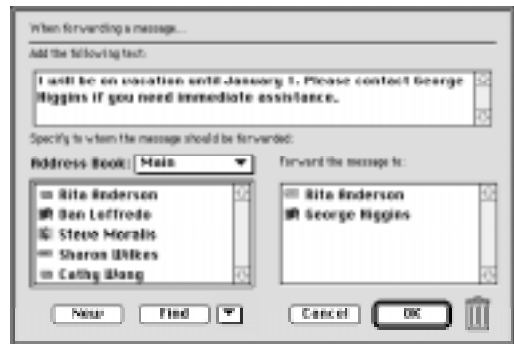 When forwarding a message...
Add the following text:
I will be on vacation until January 1. Please contact George
Higgins if you need immediate assistance.
Specify to whom the message should be forwarded:
Address Book: Main
Rita Anderson
Dan Loffredo
Steve Moralis
Sharon Wilkes
Cathy Wang
Forward the message to:
Rita Anderson
George Higgins
New Find Cancel OK